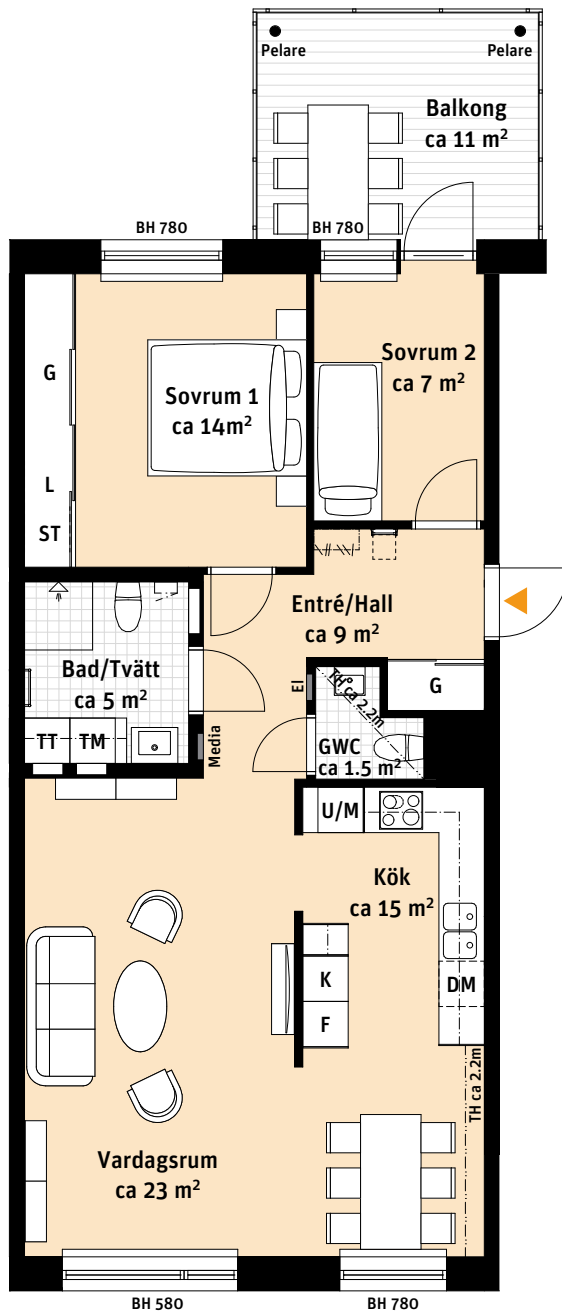 Pelare
Pelare
Balkong
ca 11 m²
BH 780
BH 780
G
L
ST
Sovrum 1
ca 14m²
Sovrum 2
ca 7 m²
Entré/Hall
ca 9 m²
Bad/Tvätt
ca 5 m²
TT
TM
Media
El
TH ca 2.2m
G
GWC
ca 1.5 m²
U/M
Kök
ca 15 m²
K
F
DM
TH ca 2.2m
Vardagsrum
ca 23 m²
BH 580
BH 780